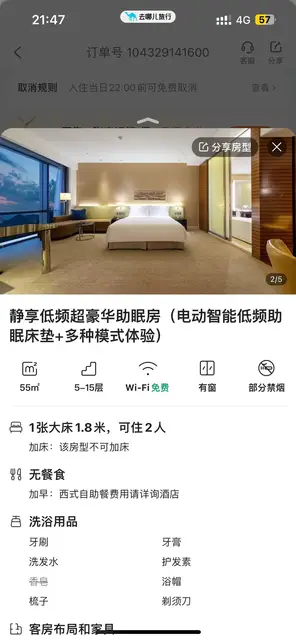 21:47
去哪儿旅行
4G 57
订单号 104329141600
客服
分享
取消规则 入住当日22:00前可免费取消
查看
分享房型
2/5
静享低频超豪华助眠房（电动智能低频助
眠床垫+多种模式体验）
55㎡
5-15层
Wi-Fi 免费
有窗
部分禁烟
1张大床1.8米，可住2人
加床：该房型不可加床
无餐食
加早：西式自助餐费用请详询酒店
洗浴用品
牙刷
牙膏
洗发水
护发素
香皂
浴帽
梳子
剃须刀
客房布局和家具